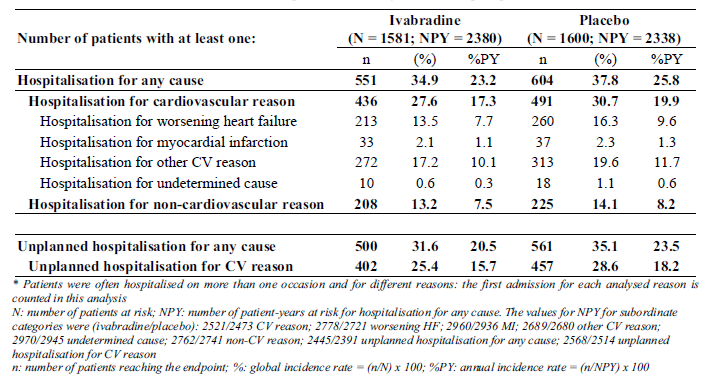 Ivabradine Placebo
Number of patients with at least one: (N = 1581; NPY = 2380) (N = 1600; NPY = 2338)
n (%) %PY n (%) %PY
Hospitalisation for any cause 551 34.9 23.2 604 37.8 25.8
Hospitalisation for cardiovascular reason 436 27.6 17.3 491 30.7 19.9
Hospitalisation for worsening heart failure 213 13.5 7.7 260 16.3 9.6
Hospitalisation for myocardial infarction 33 2.1 1.1 37 2.3 1.3
Hospitalisation for other CV reason 272 17.2 10.1 313 19.6 11.7
Hospitalisation for undetermined cause 10 0.6 0.3 18 1.1 0.6
Hospitalisation for non-cardiovascular reason 208 13.2 7.5 225 14.1 8.2
Unplanned hospitalisation for any cause 500 31.6 20.5 561 35.1 23.5
Unplanned hospitalisation for CV reason 402 25.4 15.7 457 28.6 18.2
* Patients were often hospitalised on more than one occasion and for different reasons: the first admission for each analysed reason is
counted in this analysis
N: number of patients at risk; NPY: number of patient-years at risk for hospitalisation for any cause. The values for NPY for subordinate
categories were (ivabradine/placebo): 2521/2473 CV reason; 2778/2721 worsening HF; 2960/2936 MI; 2689/2680 other CV reason;
2970/2945 undetermined cause; 2762/2741 non-CV reason; 2445/2391 unplanned hospitalisation for any cause; 2568/2514 unplanned
hospitalisation for CV reason
n: number of patients reaching the endpoint; %: global incidence rate = (n/N) x 100; %PY: annual incidence rate = (n/NPY) x 100